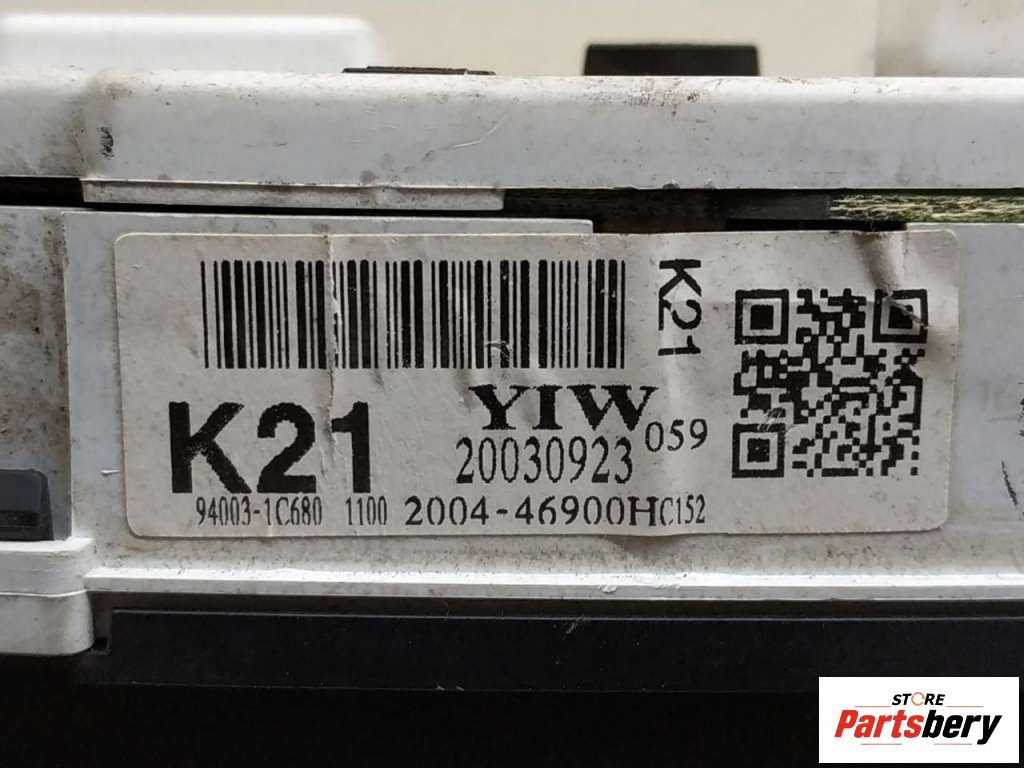 K21
YIW
K21
20030923 059
94003-1C680 1100 2004-46900HC152
STORE
Partsbery